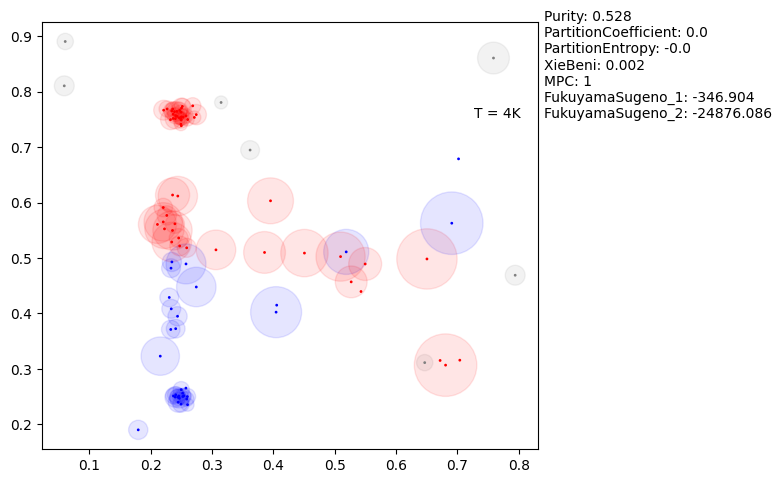 Purity: 0.528
PartitionCoefficient: 0.0
PartitionEntropy: -0.0
XieBeni: 0.002
MPC: 1
FukuyamaSugeno_1: -346.904
FukuyamaSugeno_2: -24876.086
T = 4K
0.9
0.8
0.7
0.6
0.5
0.4
0.3
0.2
0.1 0.2 0.3 0.4 0.5 0.6 0.7 0.8